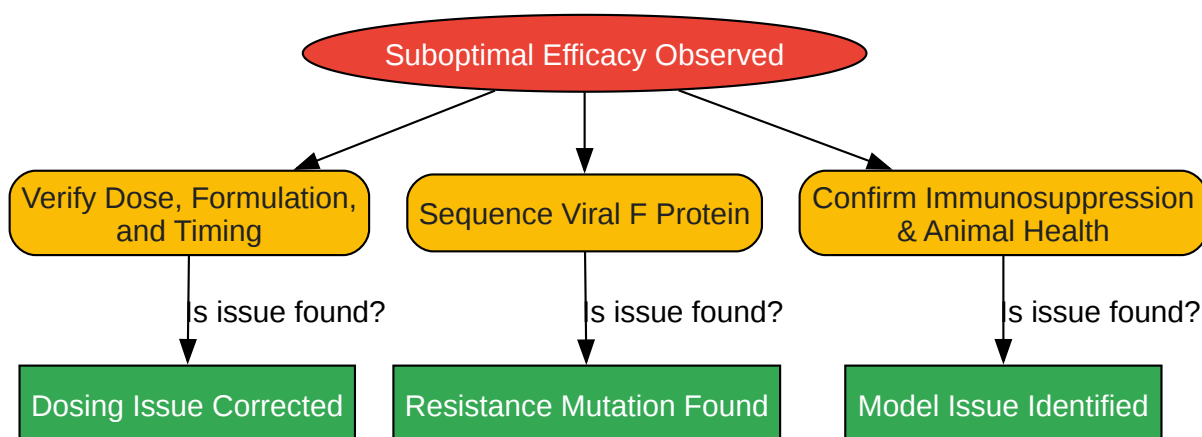 Suboptimal Efficacy Observed
Verify Dose, Formulation,
and Timing
Sequence Viral F Protein
Confirm Immunosuppression
& Animal Health
Is issue found?
Is issue found?
Is issue found?
Dosing Issue Corrected
Resistance Mutation Found
Model Issue Identified